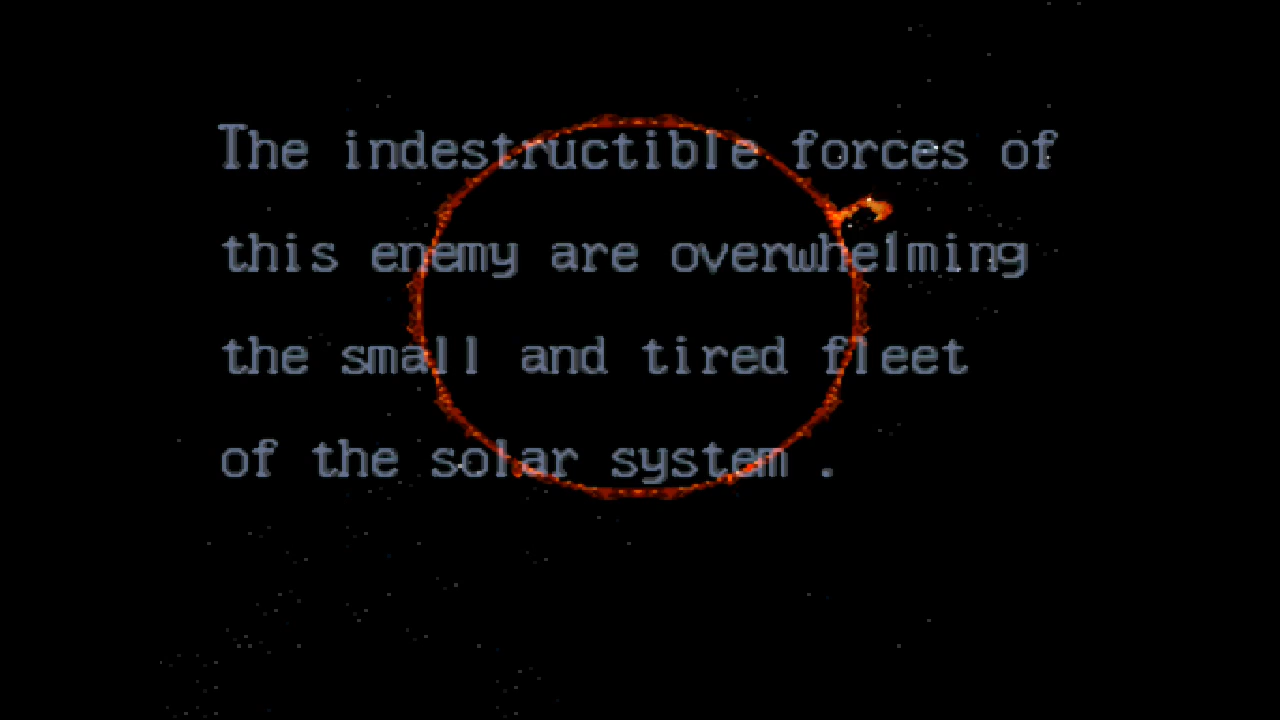 The indestructible forces of
this enemy are overwhelming
the small and tired fleet
of the solar system .